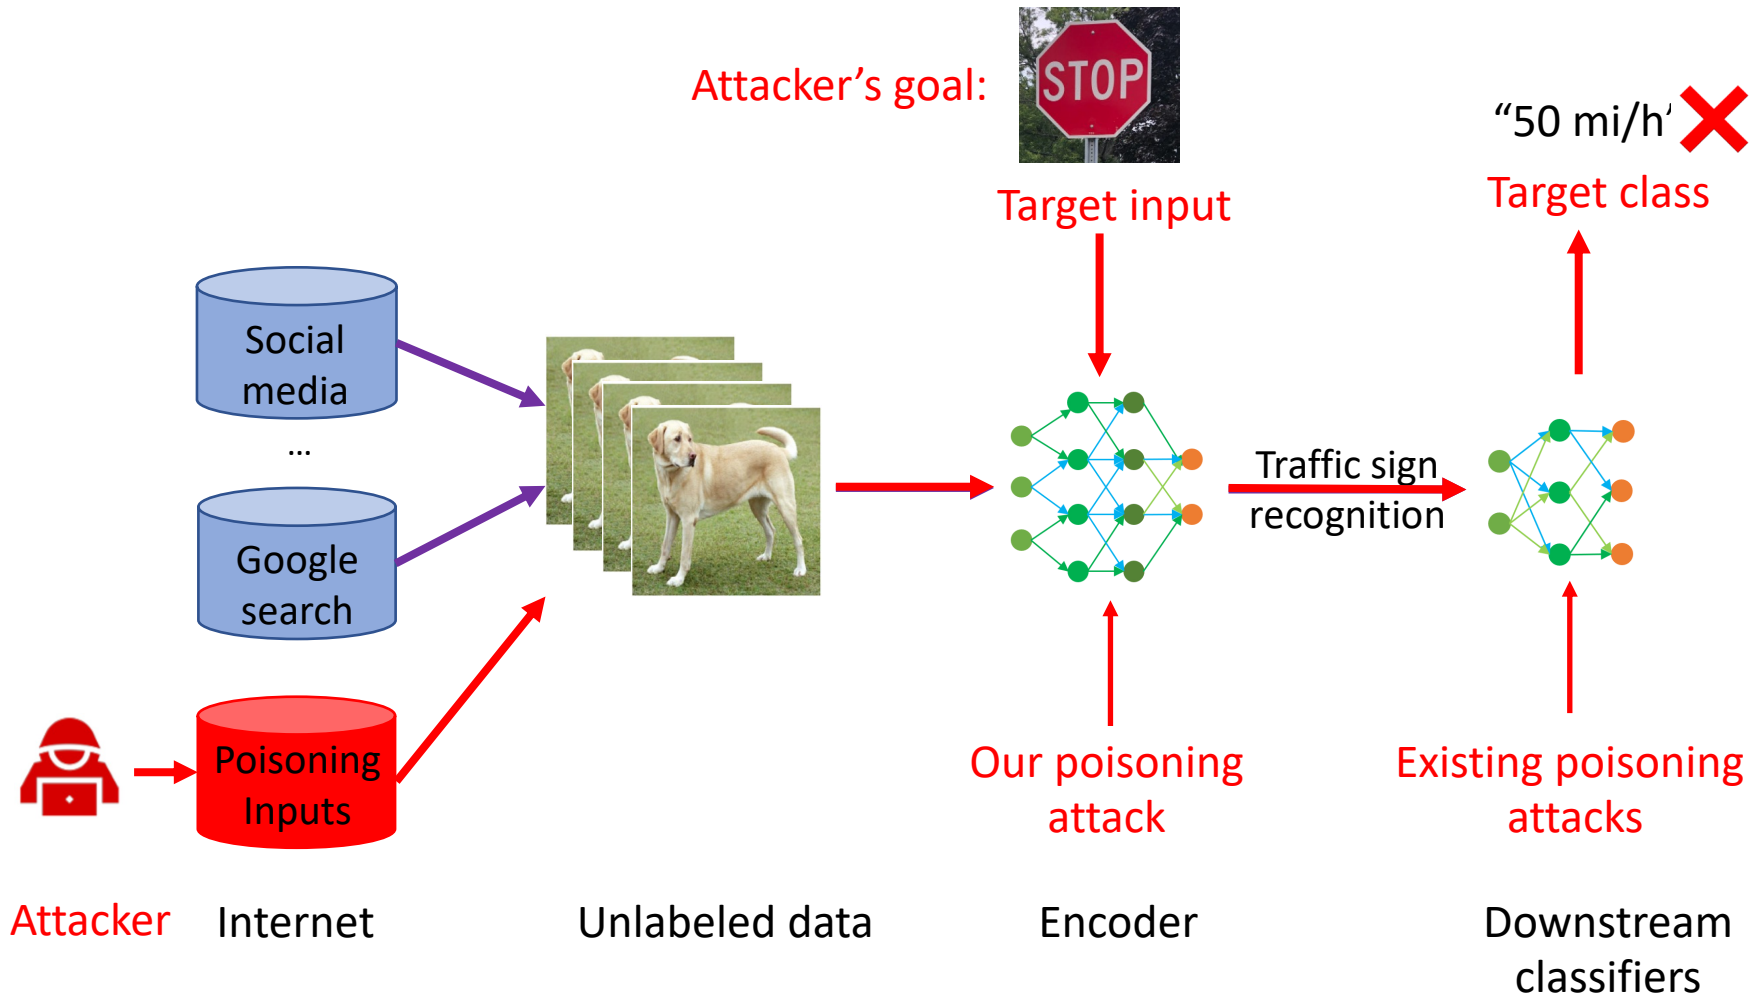 Attacker’s goal:
STOP
“50 mi/h’
Target input
Target class
Social
media
...
Google
search
Poisoning
Inputs
Traffic sign
recognition
Our poisoning
attack
Existing poisoning
attacks
Attacker
Internet
Unlabeled data
Encoder
Downstream
classifiers